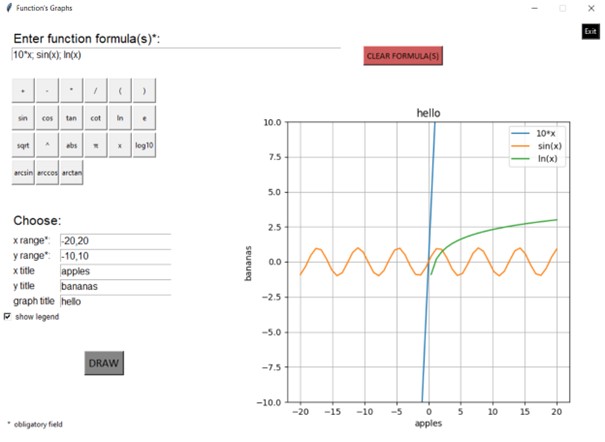 Function's Graphs
Exit
Enter function formula(s)*:
10*x; sin(x); ln(x)
CLEAR FORMULA(S)
+ - * / ( )
sin cos tan cot ln e
sqrt ^ abs π x log10
arcsin arccos arctan
Choose:
x range*: -20,20
y range*: -10,10
x title apples
y title bananas
graph title hello
show legend
DRAW
* obligatory field
hello
10*x
sin(x)
ln(x)
10.0
7.5
5.0
2.5
0.0
−2.5
−5.0
−7.5
−10.0
bananas
−20 −15 −10 −5 0 5 10 15 20
apples